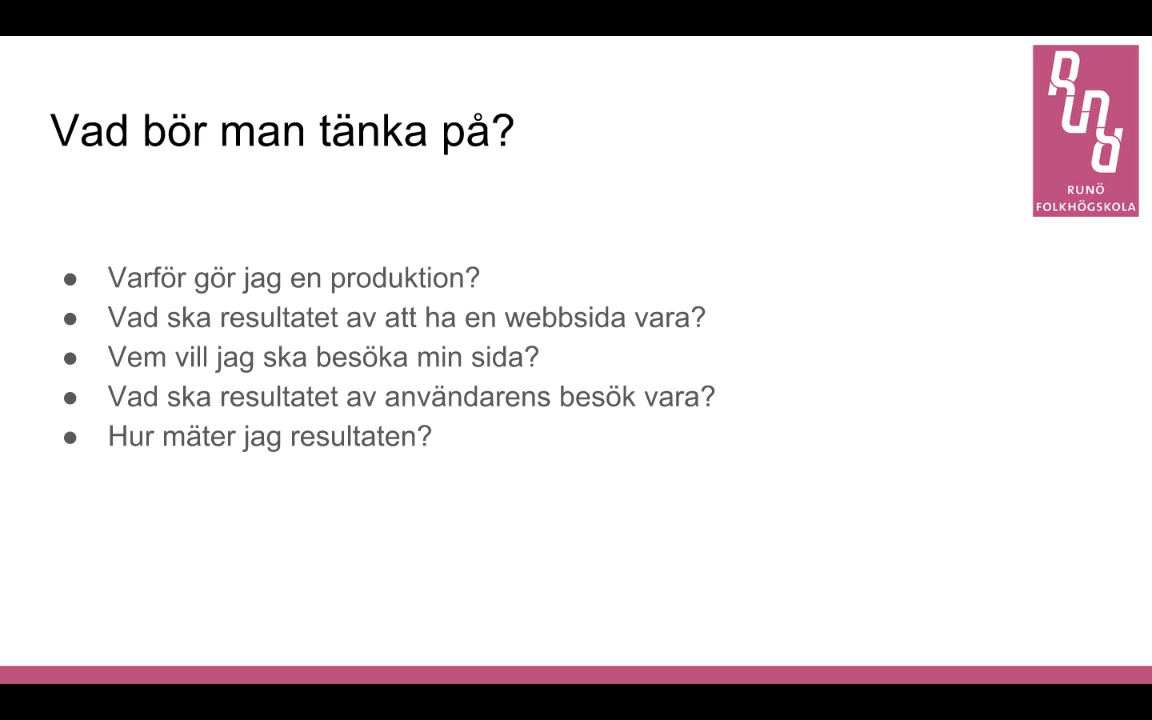 Vad bör man tänka på?
RUNÖ
RUNÖ
FOLKHÖGSKOLA
● Varför gör jag en produktion?
● Vad ska resultatet av att ha en webbsida vara?
● Vem vill jag ska besöka min sida?
● Vad ska resultatet av användarens besök vara?
● Hur mäter jag resultaten?